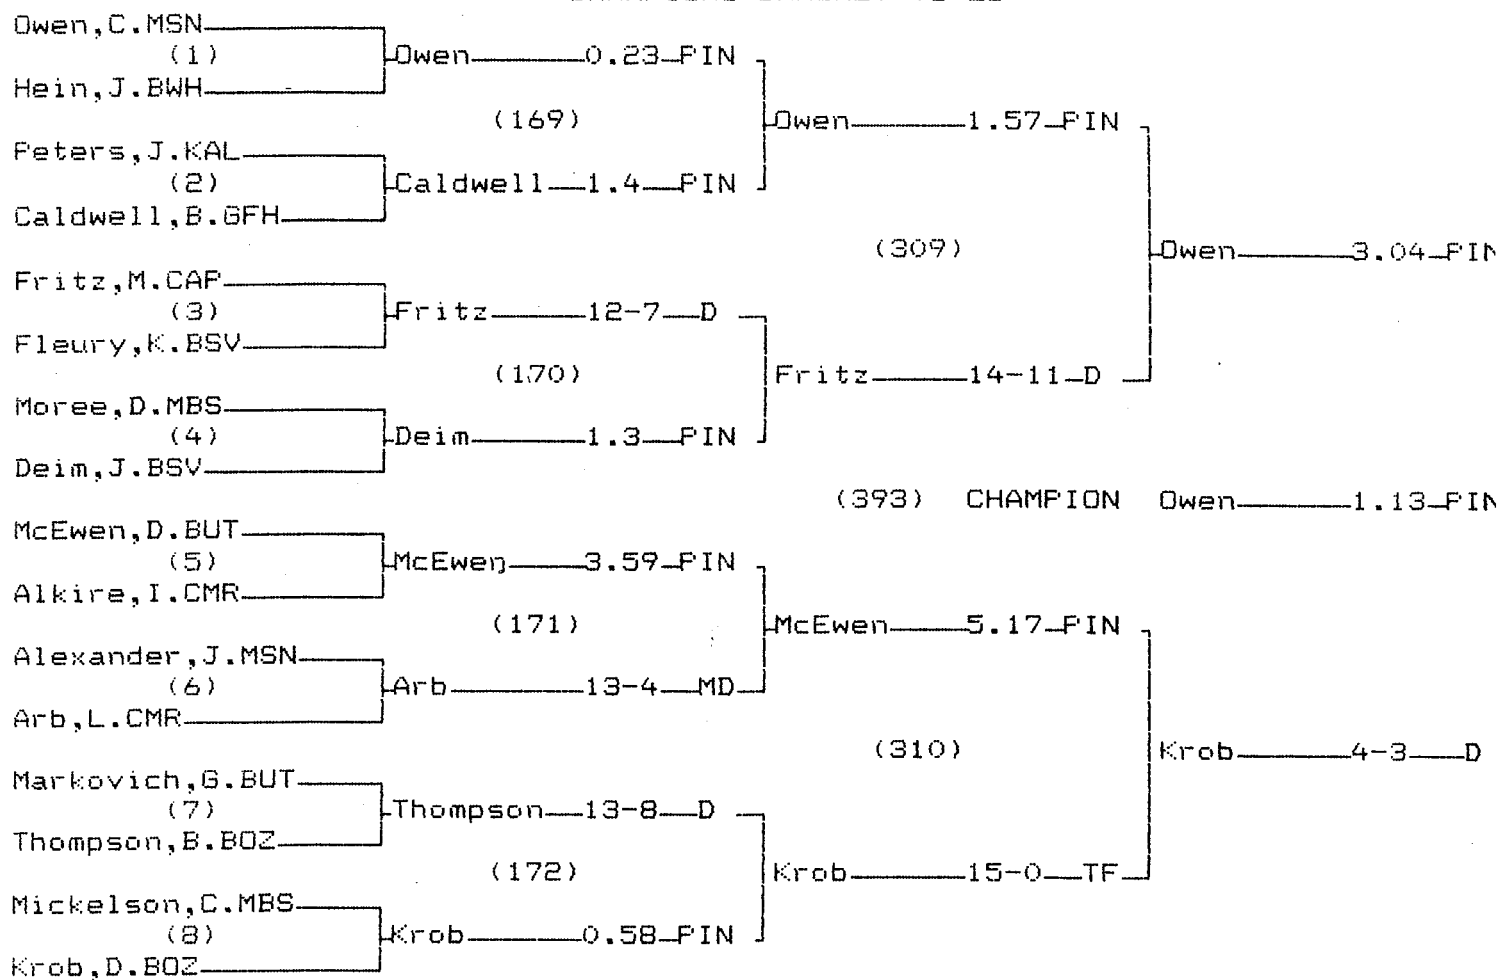 Owen,C.MSN
(1) Owen 0.23 PIN
Hein,J.BWH
(169) Owen 1.57 PIN
Peters,J.KAL
(2) Caldwell 1.4 PIN
Caldwell,B.GFH
(309) Owen 3.04 PIN
Fritz,M.CAP
(3) Fritz 12-7 D
Fleury,K.BSV
(170) Fritz 14-11 D
Moree,D.MBS
(4) Deim 1.3 PIN
Deim,J.BSV
(393) CHAMPION Owen 1.13 PIN
McEwen,D.BUT
(5) McEwen 3.59 PIN
Alkire,I.CMR
(171) McEwen 5.17 PIN
Alexander,J.MSN
(6) Arb 13-4 MD
Arb,L.CMR
(310) Krob 4-3 D
Markovich,G.BUT
(7) Thompson 13-8 D
Thompson,B.BOZ
(172) Krob 15-0 TF
Mickelson,C.MBS
(8) Krob 0.58 PIN
Krob,D.BOZ